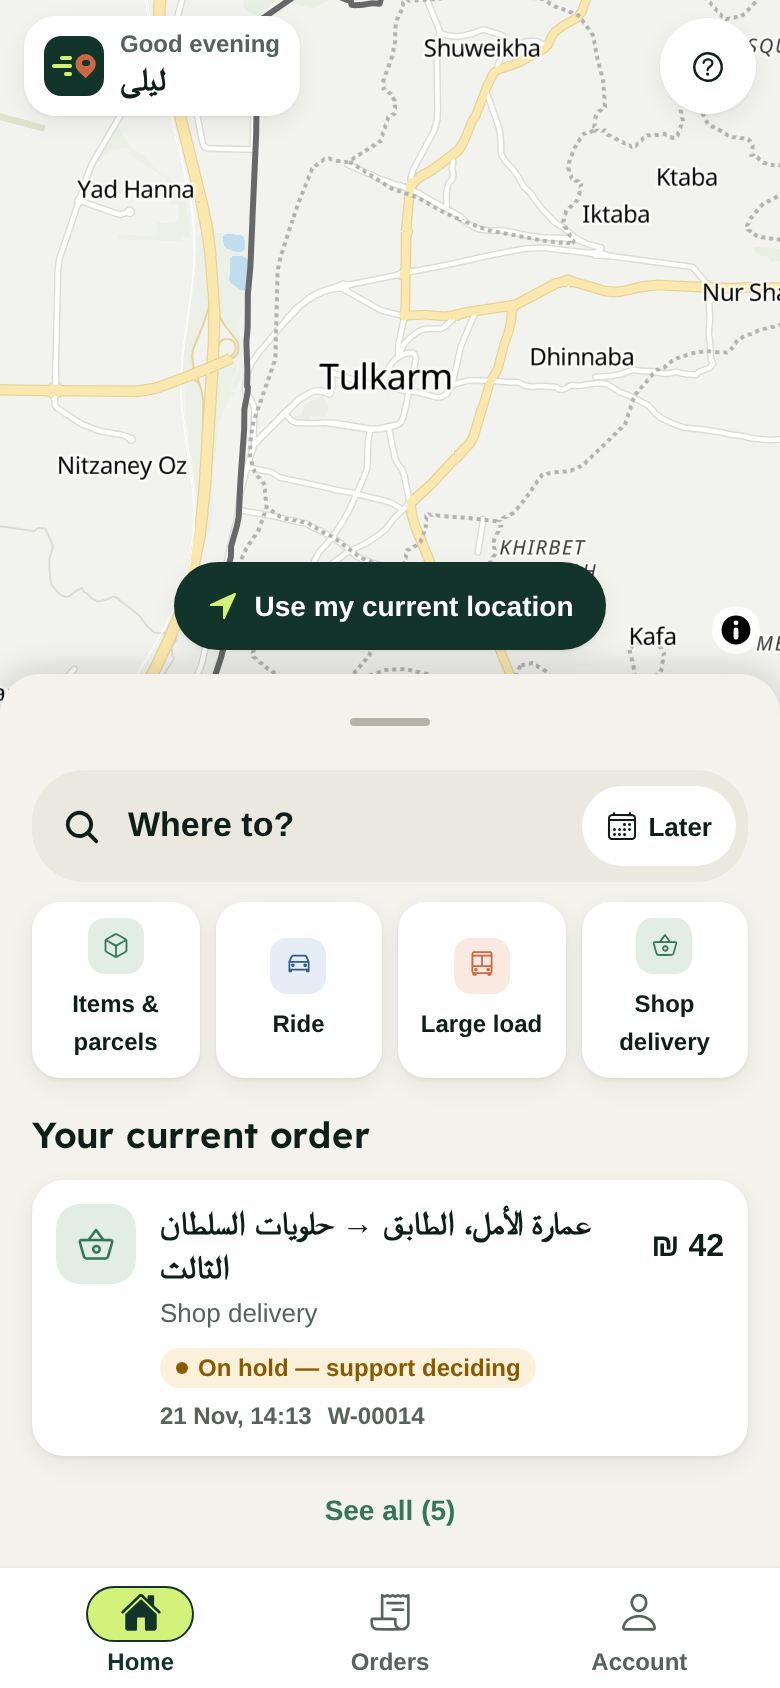 Good evening
ليلى
Shuweikha
Yad Hanna
Ktaba
Iktaba
Nur Sha
Tulkarm
Dhinnaba
Nitzaney Oz
KHIRBET
Use my current location
Kafa
Where to?
Later
Items & parcels
Ride
Large load
Shop delivery
Your current order
عمارة الأمل، الطابق → حلويات السلطان
الثالث
₪ 42
Shop delivery
On hold — support deciding
21 Nov, 14:13 W-00014
See all (5)
Home
Orders
Account